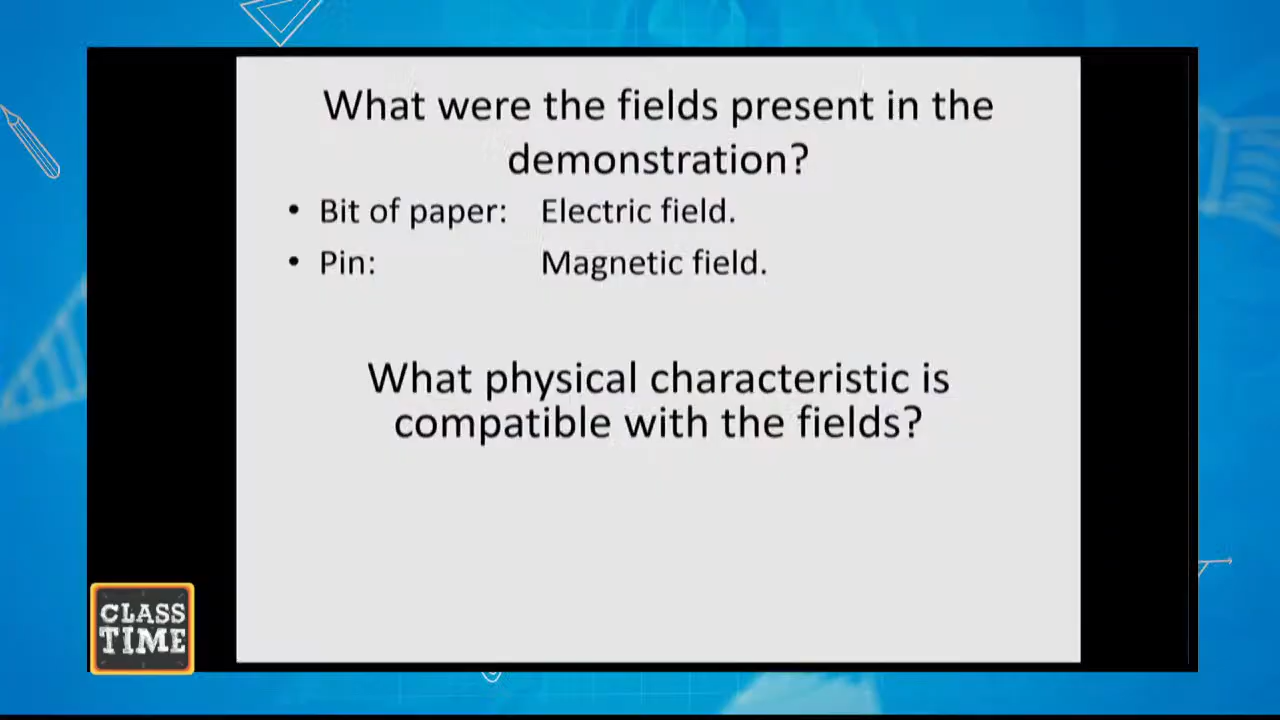 What were the fields present in the
demonstration?
• Bit of paper: Electric field.
• Pin: Magnetic field.
What physical characteristic is
compatible with the fields?
CLASS
TIME